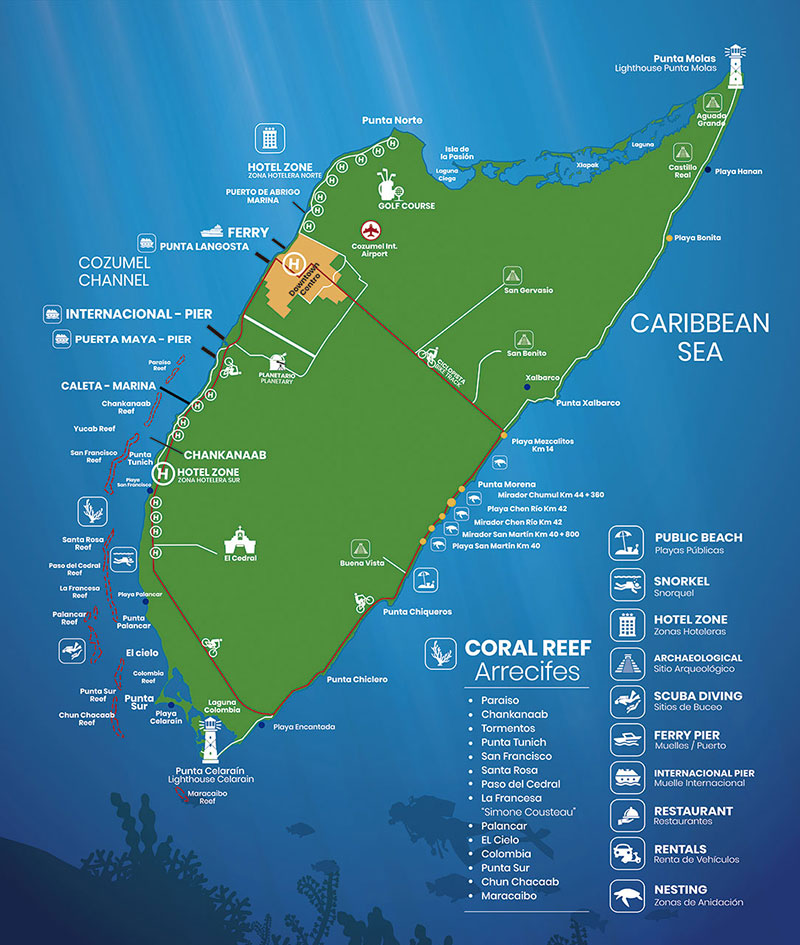 Punta Molas
Lighthouse Punta Molas
Aguada
Grande
Punta Norte
HOTEL ZONE
ZONA HOTELERA NORTE
Isla de
la Pasión
Laguna
Ciega
Xlapak
Laguna
Castillo
Real
Playa Hanan
PUERTO DE ABRIGO
MARINA
GOLF COURSE
FERRY
PUNTA LANGOSTA
Cozumel Int.
Airport
Playa Bonita
COZUMEL
CHANNEL
H
Downtown
Centro
San Gervasio
INTERNACIONAL - PIER
PUERTA MAYA - PIER
CARIBBEAN
SEA
San Benito
Paraiso
Reef
PLANETARIO
PLANETARY
CICLOPISTA
BIKE TRACK
CALETA - MARINA
Xalbarco
Punta Xalbarco
Chankanaab
Reef
Yucab Reef
San Francisco
Reef
Punta
Tunich
CHANKANAAB
Playa Mezcalitos
Km 14
H
HOTEL ZONE
ZONA HOTELERA SUR
Playa
San Francisco
Punta Morena
Mirador Chumul Km 44 + 360
Playa Chen Río Km 42
Mirador Chen Río Km 42
Mirador San Martín Km 40 + 800
Playa San Martín Km 40
Santa Rosa
Reef
El Cedral
Buena Vista
Paso del Cedral
Reef
La Francesa
Reef
Playa Palancar
Palancar
Reef
Punta
Palancar
Punta Chiqueros
El cielo
Colombia
Reef
Punta Chiclero
Punta Sur
Reef
Punta
Sur
Chun Chacaab
Reef
Playa
Celarain
Laguna
Colombia
Playa Encantada
Punta Celaraín
Lighthouse Celarain
Maracaibo
Reef
CORAL REEF
Arrecifes
• Paraiso
• Chankanaab
• Tormentos
• Punta Tunich
• San Francisco
• Santa Rosa
• Paso del Cedral
• La Francesa
"Simone Cousteau"
• Palancar
• EL Cielo
• Colombia
• Punta Sur
• Chun Chacaab
• Maracaibo
PUBLIC BEACH
Playas Públicas
SNORKEL
Snorquel
HOTEL ZONE
Zonas Hoteleras
ARCHAEOLOGICAL
Sitio Arqueológico
SCUBA DIVING
Sitios de Buceo
FERRY PIER
Muelles / Puerto
INTERNACIONAL PIER
Muelle Internacional
RESTAURANT
Restaurantes
RENTALS
Renta de Vehículos
NESTING
Zonas de Anidación